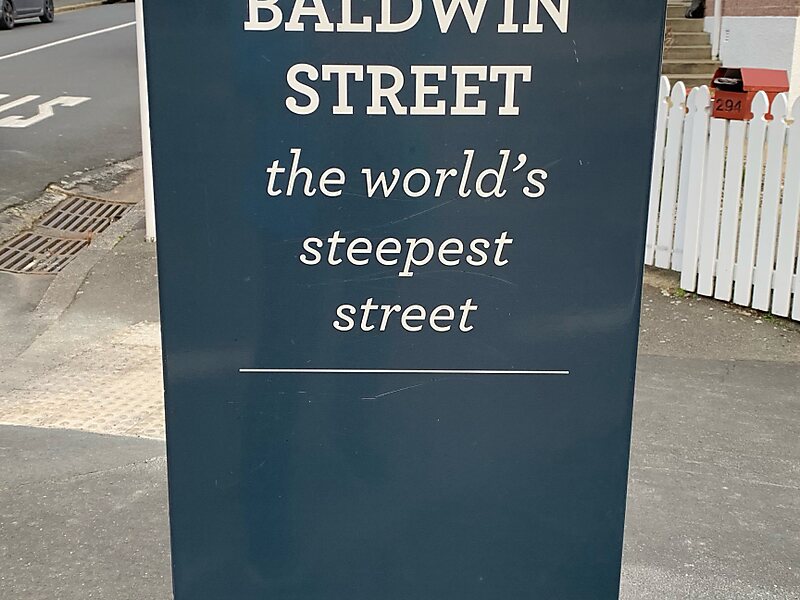 BALDWIN
STREET
the world's
steepest
street
294